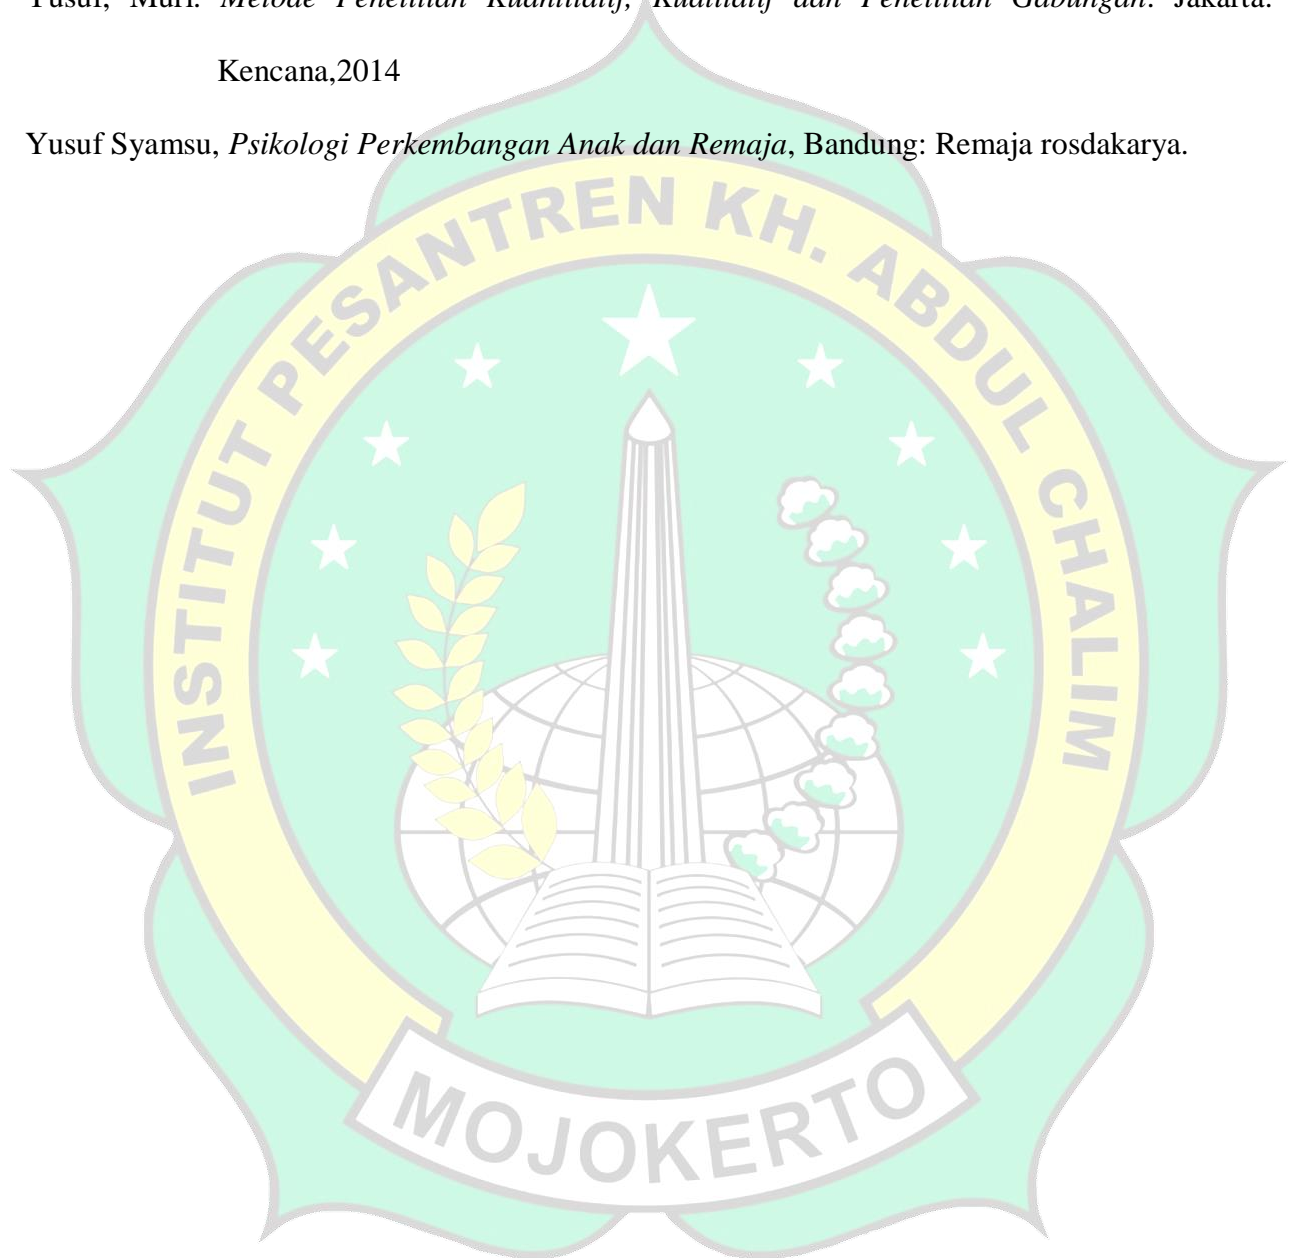 Yusuf, Muri. Metode Penelitian Kuantitatif, Kualitatif dan Penelitian Gabungan. Jakarta:
Kencana,2014
Yusuf Syamsu, Psikologi Perkembangan Anak dan Remaja, Bandung: Remaja rosdakarya.
INSTITUT PESANTREN KH. ABDUL CHALIM
MOJOKERTO